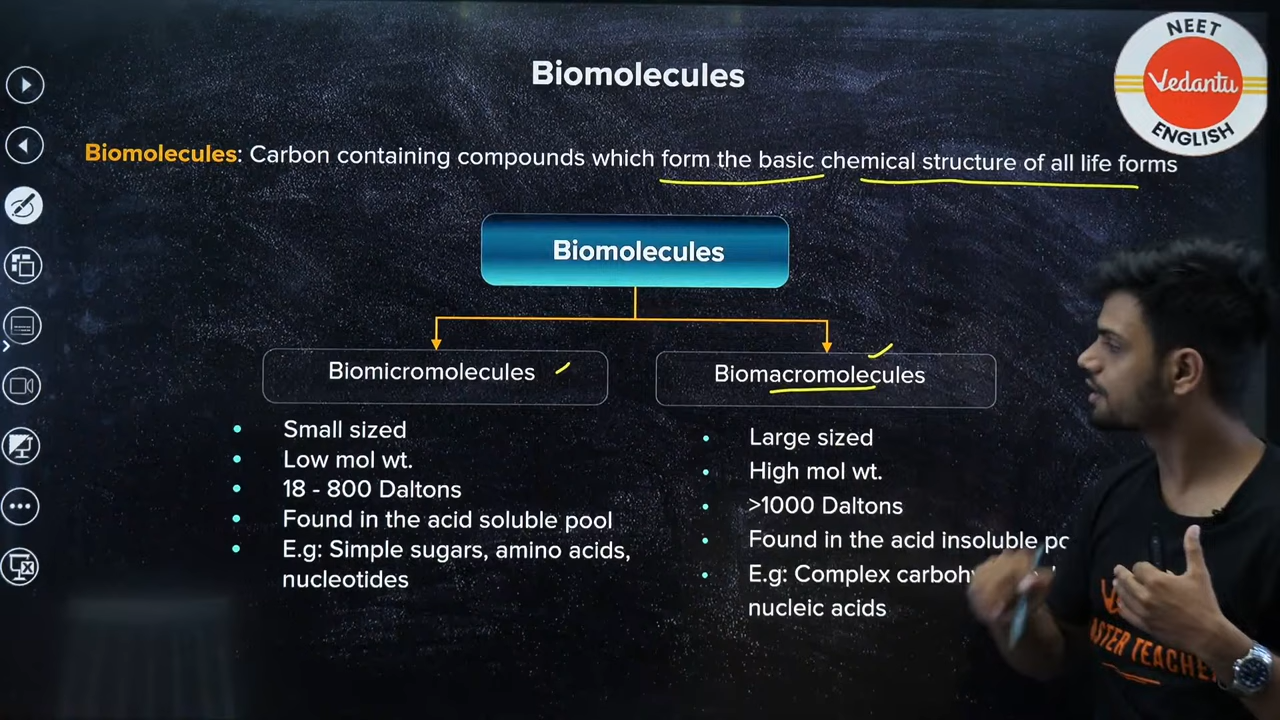 NEET
Vedantu
ENGLISH
Biomolecules
Biomolecules: Carbon containing compounds which form the basic chemical structure of all life forms
Biomolecules
Biomicromolecules
Biomacromolecules
• Small sized
• Low mol wt.
• 18 - 800 Daltons
• Found in the acid soluble pool
• E.g: Simple sugars, amino acids,
nucleotides
• Large sized
• High mol wt.
• >1000 Daltons
• Found in the acid insoluble
• E.g: Complex
nucleic acids